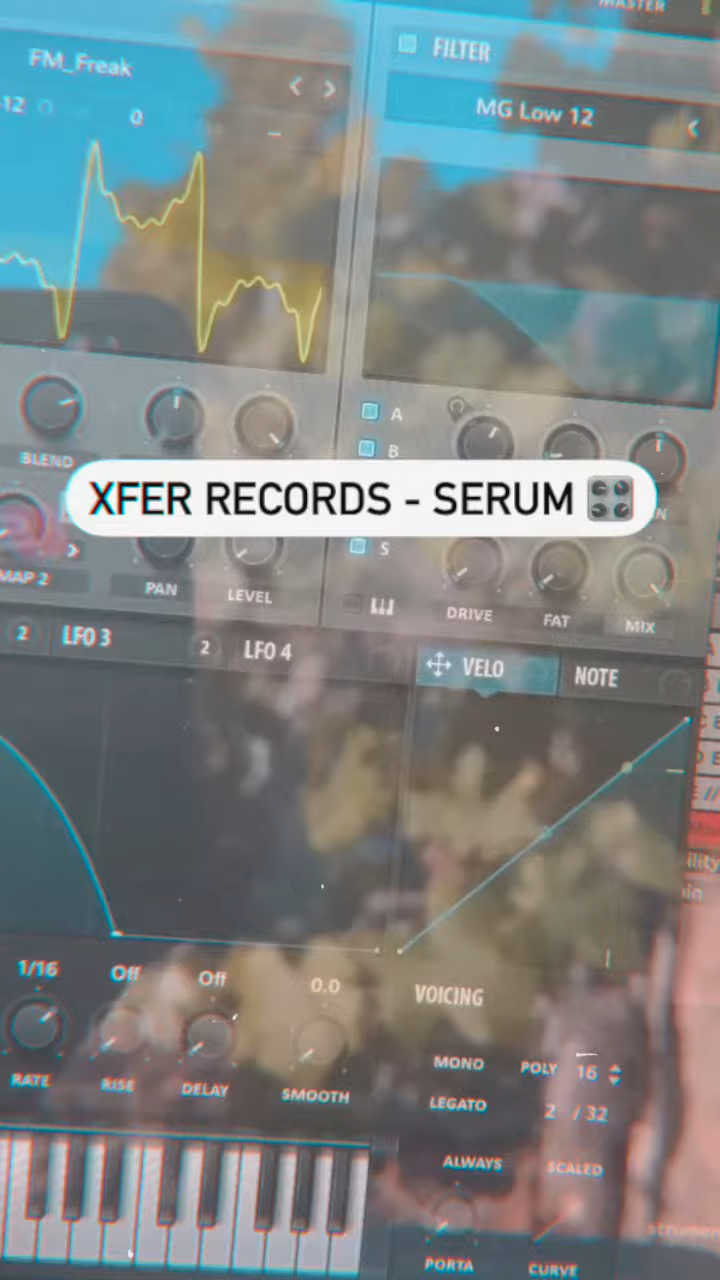 MASTER
FM_Freak
FILTER
MG Low 12
-12
0
A
B
BLEND
XFER RECORDS - SERUM
S
MAP 2
PAN
LEVEL
DRIVE
FAT
MIX
2
LFO 3
2
LFO 4
VELO
NOTE
1/16
Off
Off
0.0
VOICING
MONO
POLY
16
RATE
RISE
DELAY
SMOOTH
LEGATO
2 / 32
ALWAYS
SCALED
PORTA
CURVE